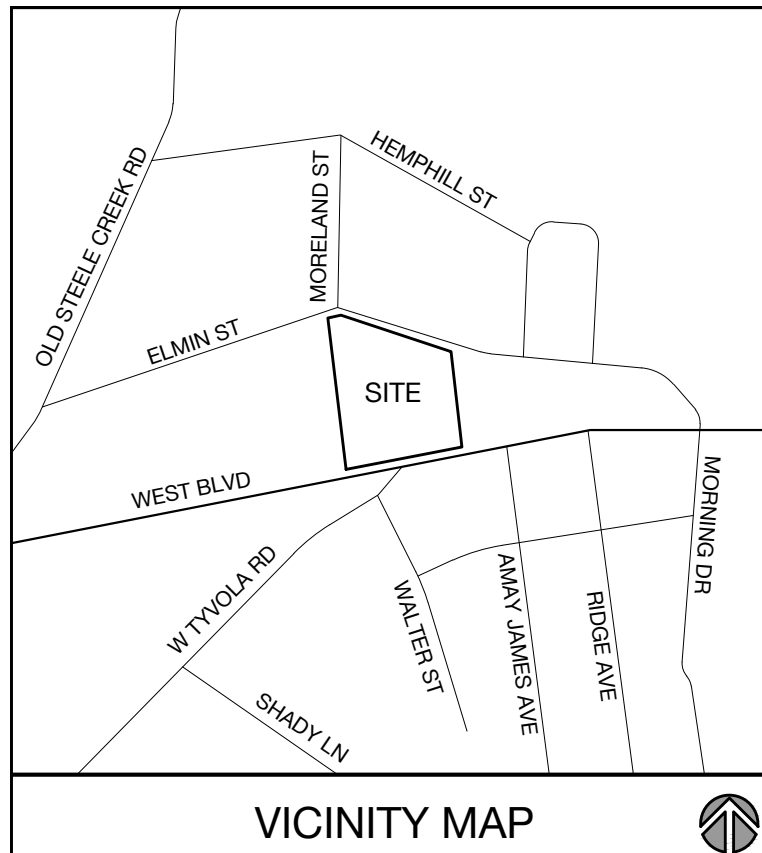 HEMPHILL ST
OLD STEELE CREEK RD
MORELAND ST
ELMIN ST
SITE
WEST BLVD
MORNING DR
W TYVOLA RD
WALTER ST
AMAY JAMES AVE
RIDGE AVE
SHADY LN
VICINITY MAP